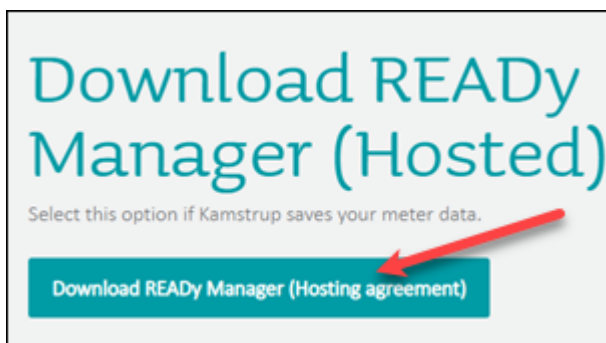 Download READy
Manager (Hosted)
Select this option if Kamstrup saves your meter data.
Download READy Manager (Hosting agreement)